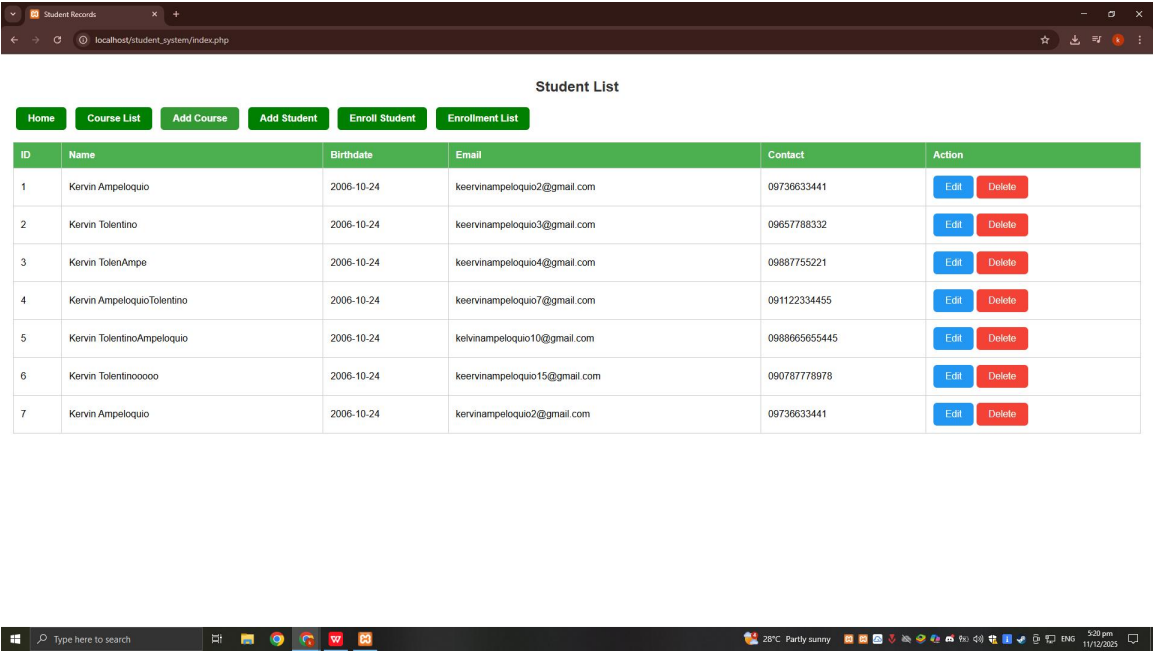 Student Records
localhost/student_system/index.php
k
Student List
Home Course List Add Course Add Student Enroll Student Enrollment List
ID Name Birthdate Email Contact Action
1 Kervin Ampeloquio 2006-10-24 keervinampeloquio2@gmail.com 09736633441 Edit Delete
2 Kervin Tolentino 2006-10-24 keervinampeloquio3@gmail.com 09657788332 Edit Delete
3 Kervin TolenAmpe 2006-10-24 keervinampeloquio4@gmail.com 09887755221 Edit Delete
4 Kervin AmpeloquioTolentino 2006-10-24 keervinampeloquio7@gmail.com 091122334455 Edit Delete
5 Kervin TolentinoAmpeloquio 2006-10-24 kelvinampeloquio10@gmail.com 0988665655445 Edit Delete
6 Kervin Tolentinooooo 2006-10-24 keervinampeloquio15@gmail.com 090787778978 Edit Delete
7 Kervin Ampeloquio 2006-10-24 kervinampeloquio2@gmail.com 09736633441 Edit Delete
Type here to search 28°C Partly sunny ENG 5:20 pm
11/12/2025